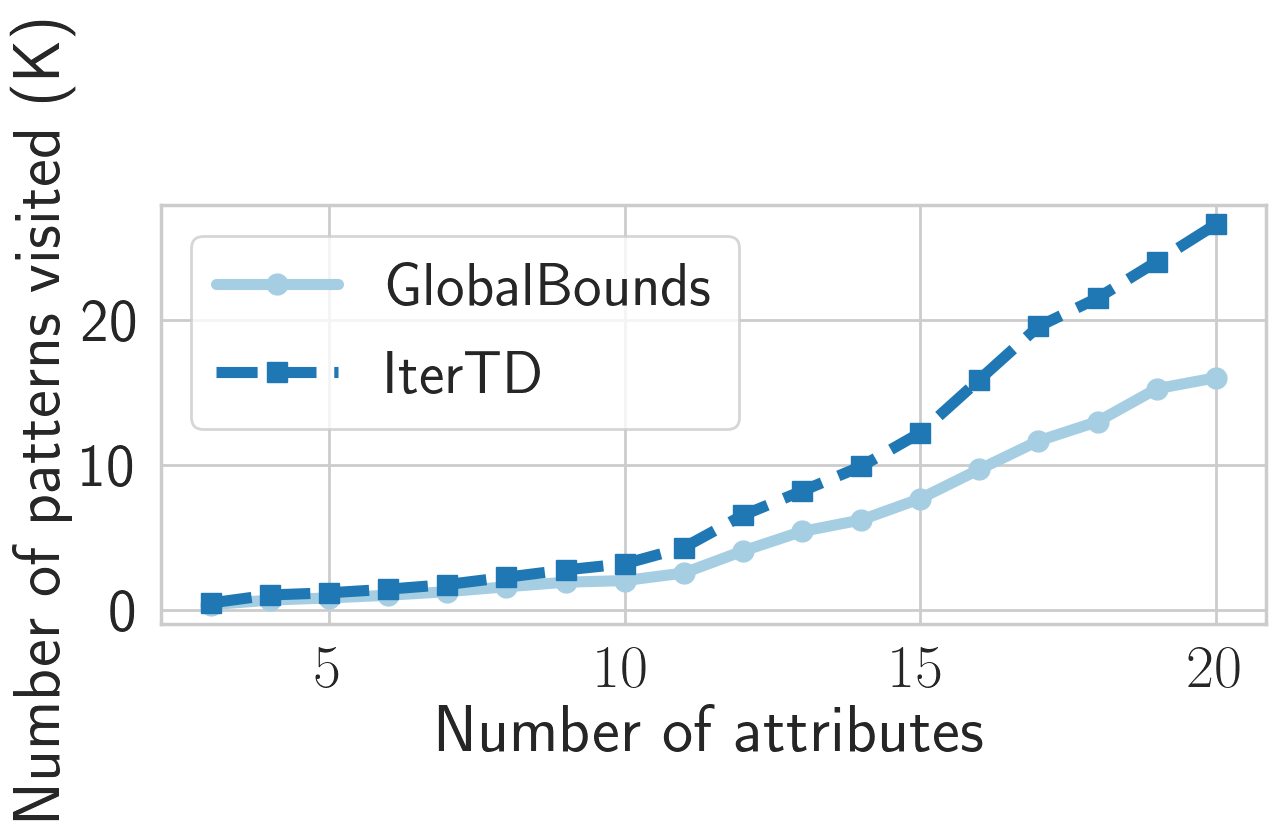 Number of patterns visited (K)
GlobalBounds
IterTD
20
10
0
5 10 15 20
Number of attributes